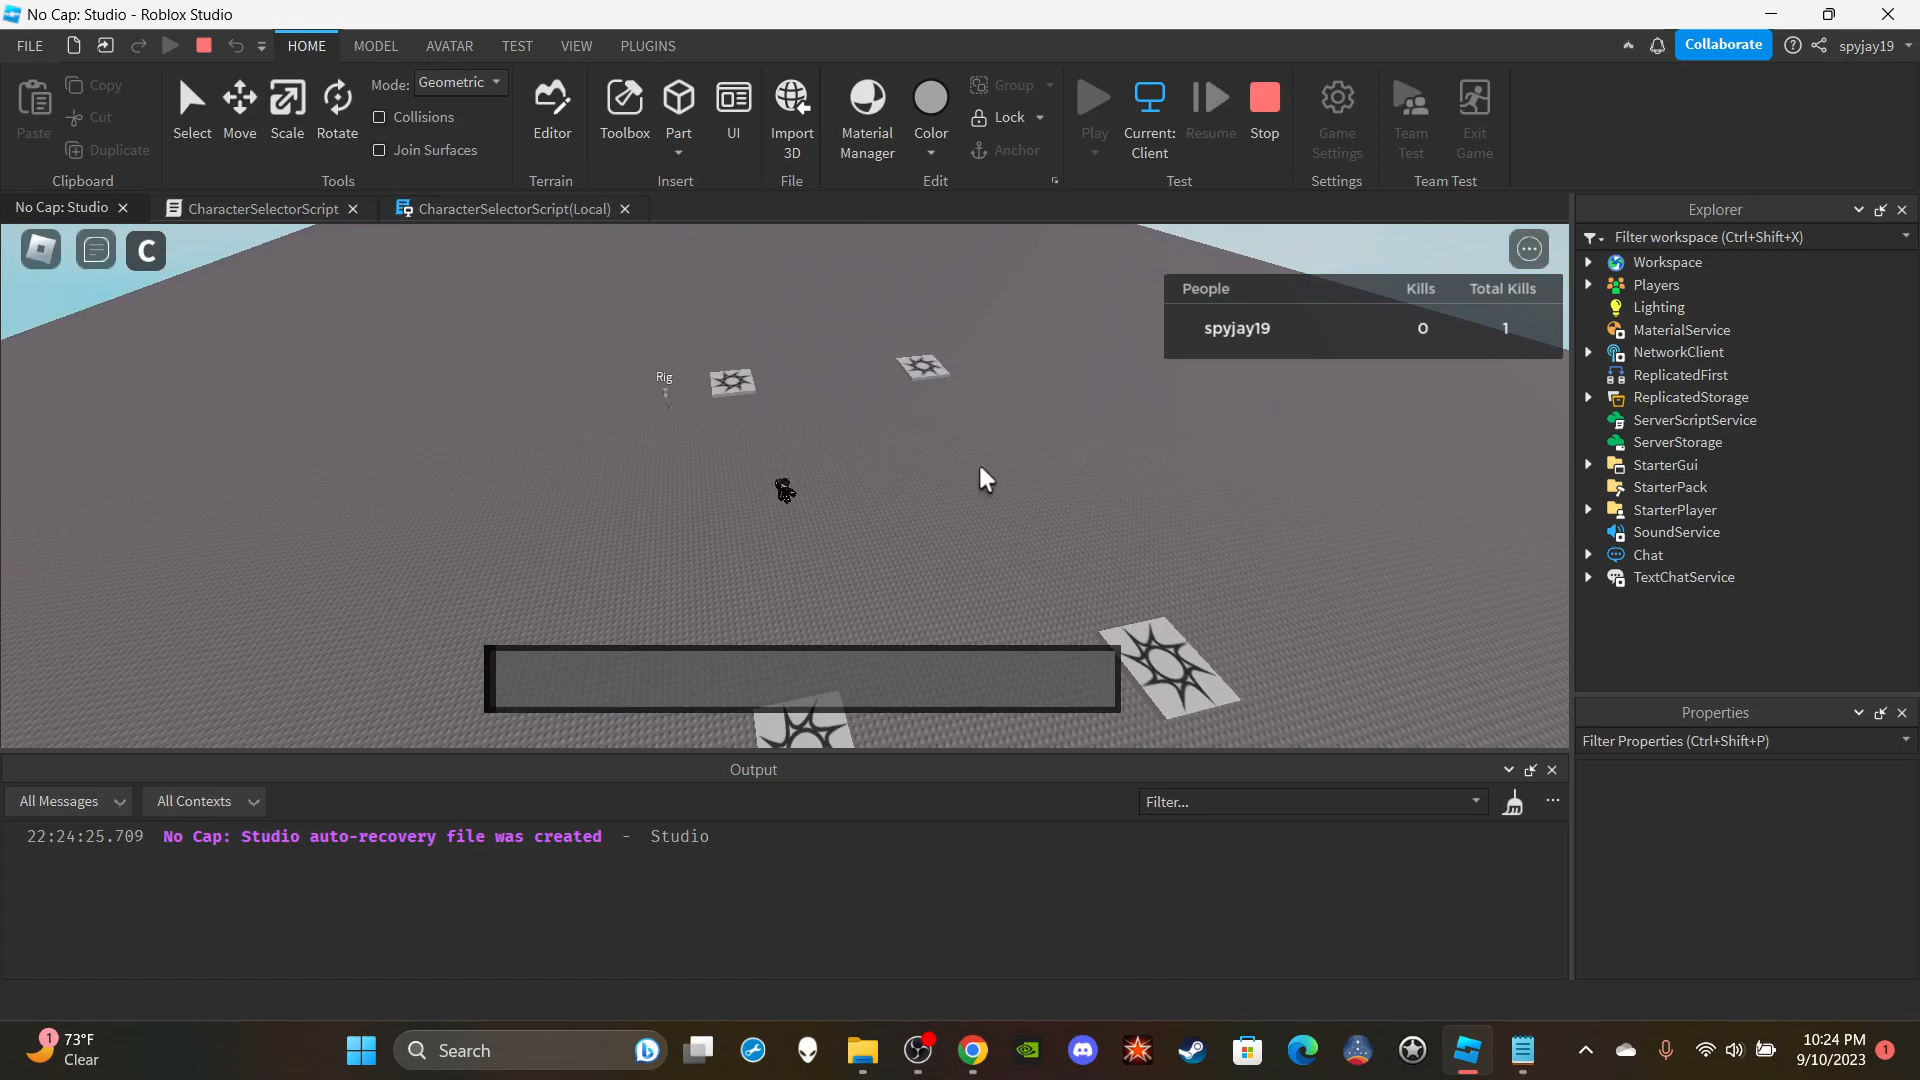 No Cap: Studio - Roblox Studio
FILE HOME MODEL AVATAR TEST VIEW PLUGINS Collaborate spyjay19
Paste Copy Cut Duplicate
Clipboard
Select Move Scale Rotate
Mode: Geometric
Collisions
Join Surfaces
Tools
Editor
Terrain
Toolbox Part UI
Insert
Import
3D
File
Material
Manager
Color
Group
Lock
Anchor
Edit
Play Current:
Client
Resume Stop
Test
Game
Settings
Settings
Team
Test
Exit
Game
Team Test
No Cap: Studio CharacterSelectorScript CharacterSelectorScript(Local)
C
People Kills Total Kills
spyjay19 0 1
Rig
Explorer
Filter workspace (Ctrl+Shift+X)
Workspace
Players
Lighting
MaterialService
NetworkClient
ReplicatedFirst
ReplicatedStorage
ServerScriptService
ServerStorage
StarterGui
StarterPack
StarterPlayer
SoundService
Chat
TextChatService
Properties
Filter Properties (Ctrl+Shift+P)
Output
All Messages All Contexts Filter...
22:24:25.709 No Cap: Studio auto-recovery file was created - Studio
1 73°F
Clear
Search
10:24 PM
9/10/2023
1